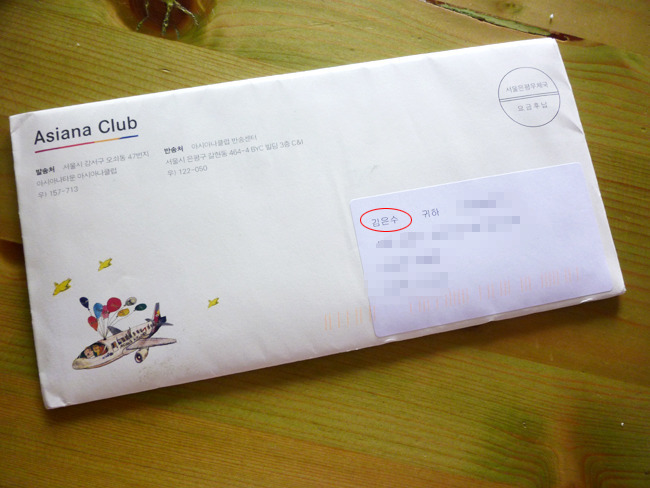 Asiana Club
발송처 서울시 강서구 오쇠동 47번지
아시아나타운 아시아나클럽
우) 157-713
반송처 아시아나클럽 반송센터
서울시 은평구 갈현동 464-4 BYC 빌딩 3층 C&I
우) 122-050
서울은평우체국
요금후납
김은수 귀하